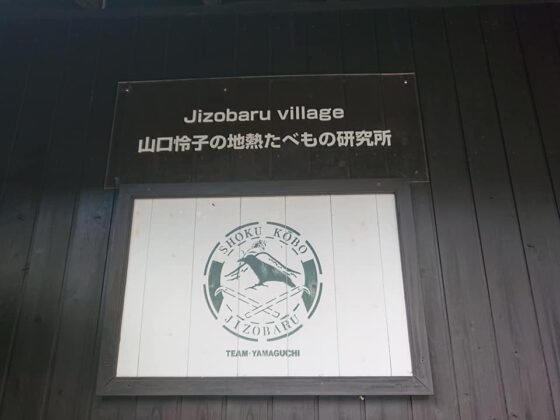 Jizobaru village
山口怜子の地熱たべもの研究所
SHOKU KŌBO
JIZOBARU
TEAM・YAMAGUCHI